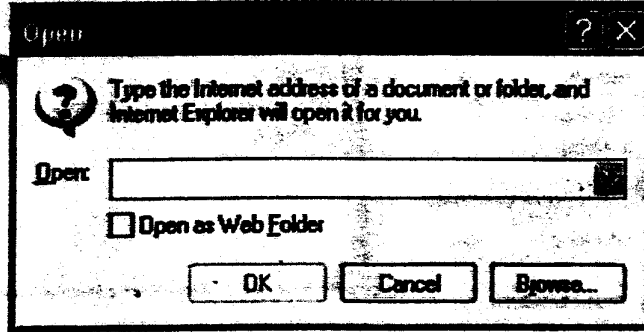 Open
Type the Internet address of a document or folder, and
Internet Explorer will open it for you.
Open:
Open as Web Folder
OK
Cancel
Browse...